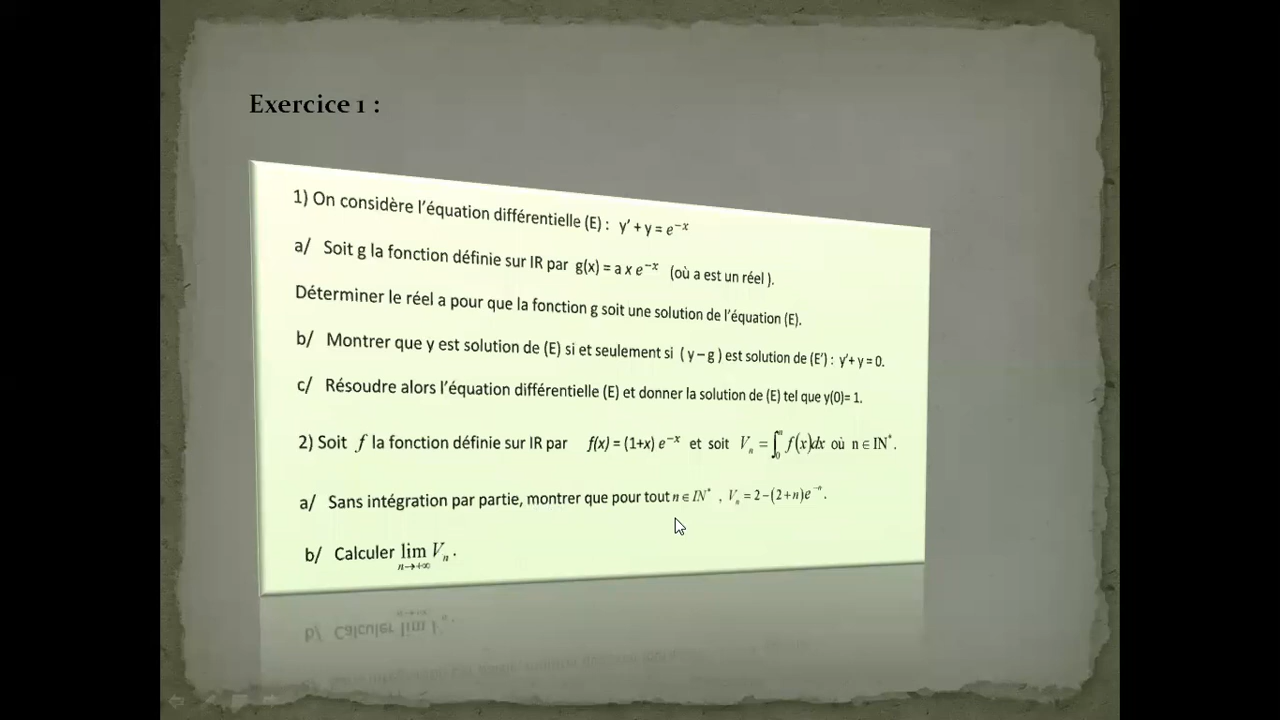 Exercice 1 :
1) On considère l'équation différentielle (E) : y' + y = e^{-x}
a/ Soit g la fonction définie sur IR par g(x) = a x e^{-x} (où a est un réel ).
Déterminer le réel a pour que la fonction g soit une solution de l'équation (E).
b/ Montrer que y est solution de (E) si et seulement si ( y – g ) est solution de (E') : y'+ y = 0.
c/ Résoudre alors l'équation différentielle (E) et donner la solution de (E) tel que y(0)= 1.
2) Soit f la fonction définie sur IR par f(x) = (1+x) e^{-x} et soit V_n = ∫_0^n f(x)dx où n ∈ IN*.
a/ Sans intégration par partie, montrer que pour tout n ∈ IN* , V_n = 2-(2+n)e^{-n}.
b/ Calculer lim_{n→+∞} V_n .